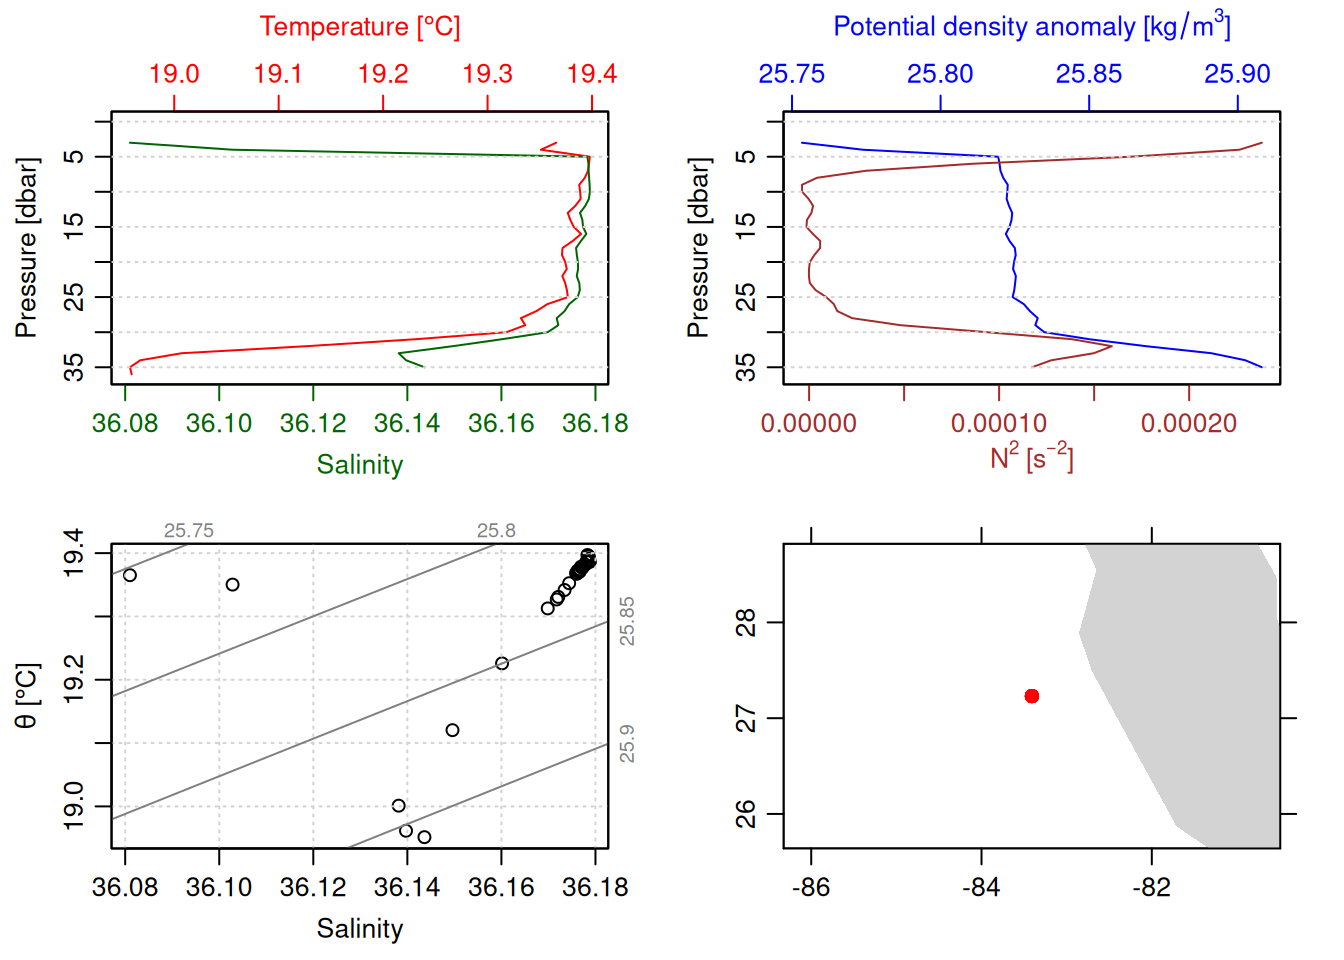 Temperature [°C]
19.0 19.1 19.2 19.3 19.4
Pressure [dbar]
5
15
25
35
36.08 36.10 36.12 36.14 36.16 36.18
Salinity
Potential density anomaly [kg/m³]
25.75 25.80 25.85 25.90
Pressure [dbar]
5
15
25
35
0.00000 0.00010 0.00020
N² [s⁻²]
25.75 25.8
θ [°C]
19.4
19.2
19.0
25.85
25.9
36.08 36.10 36.12 36.14 36.16 36.18
Salinity
28
27
26
-86 -84 -82